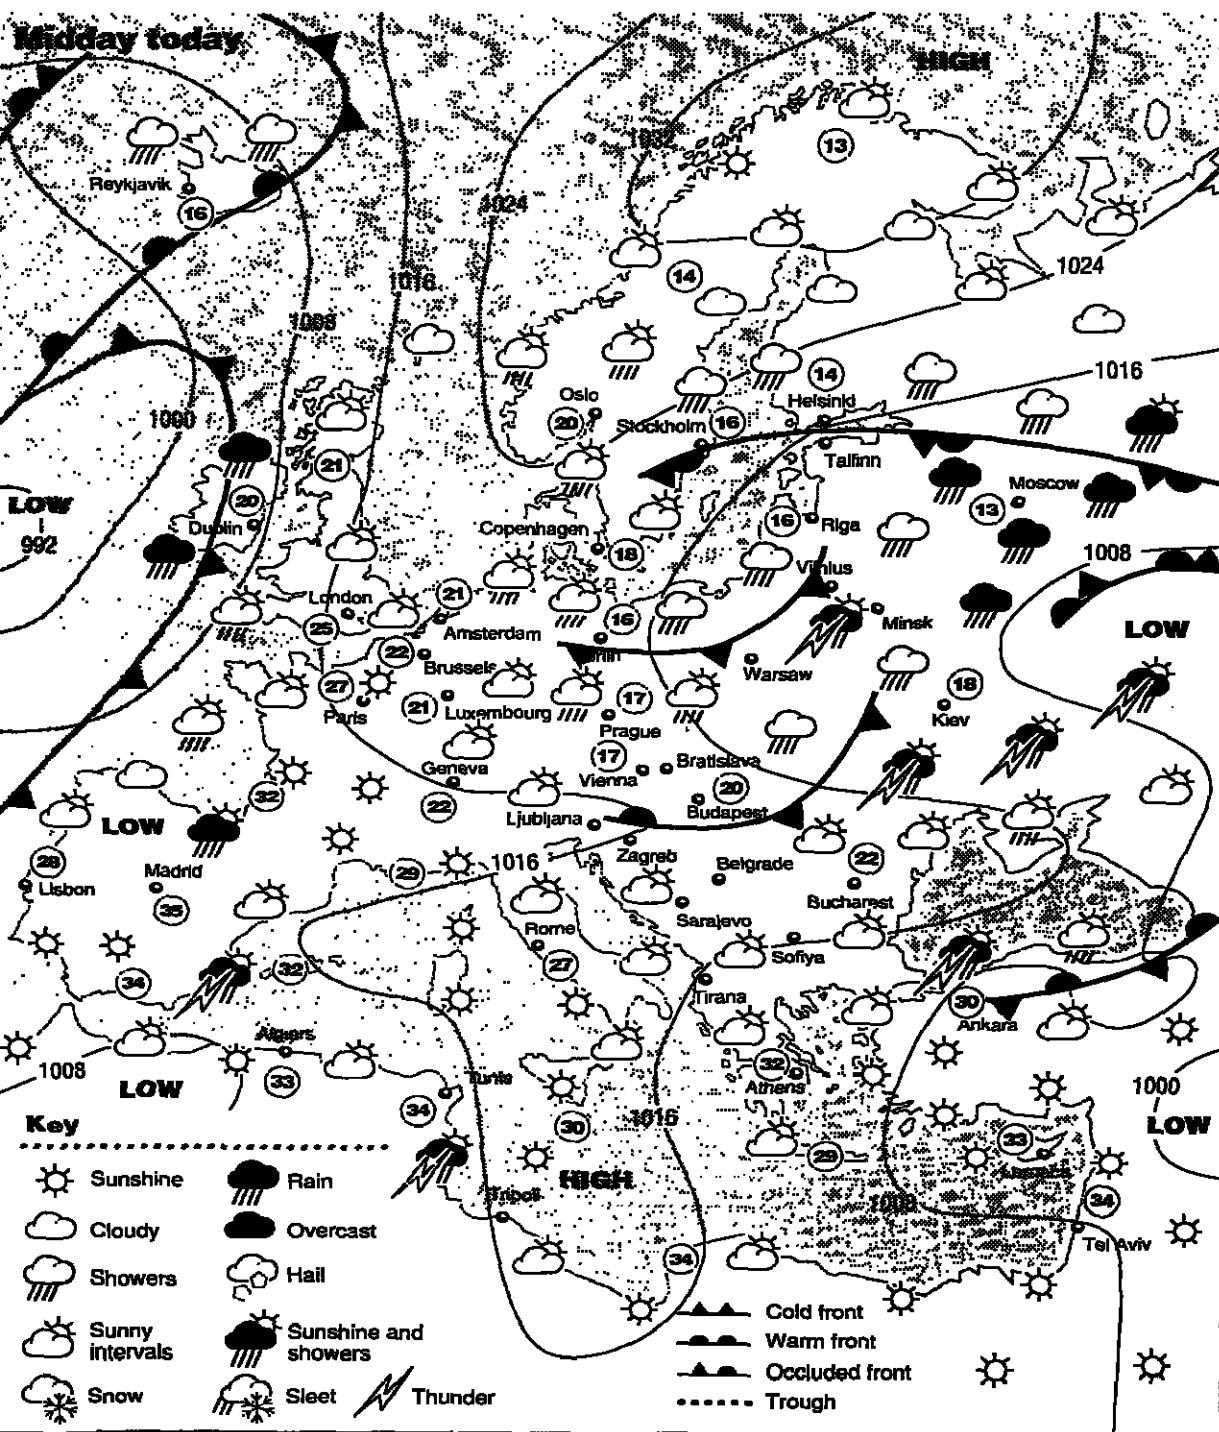 Midday today
HIGH
1032
13
Reykjavik
16
1024
1024
14
1016
1008
1016
14
Oslo
Helsinki
1000
20
Stockholm
16
Tallinn
21
LOW
992
20
Dublin
Moscow
13
Copenhagen
16
Riga
18
1008
Vilnius
London
21
25
16
Minsk
LOW
Amsterdam
22
Brussels
Warsaw
27
Paris
21
Luxembourg
17
18
Kiev
Prague
17
Vienna
Bratislava
Geneva
22
20
Budapest
32
LOW
Ljubljana
Zagreb
1016
28
Lisbon
Madrid
35
29
Belgrade
22
Bucharest
Sarajevo
Rome
27
Sofiya
34
32
Tirana
30
Ankara
Algiers
33
1008
LOW
Tunis
34
32
Athens
1000
LOW
30
1016
33
29
HIGH
Tripoli
1008
34
Tel Aviv
34
Key
Sunshine
Rain
Cloudy
Overcast
Showers
Hail
Sunny
intervals
Sunshine and
showers
Snow
Sleet
Thunder
Cold front
Warm front
Occluded front
Trough